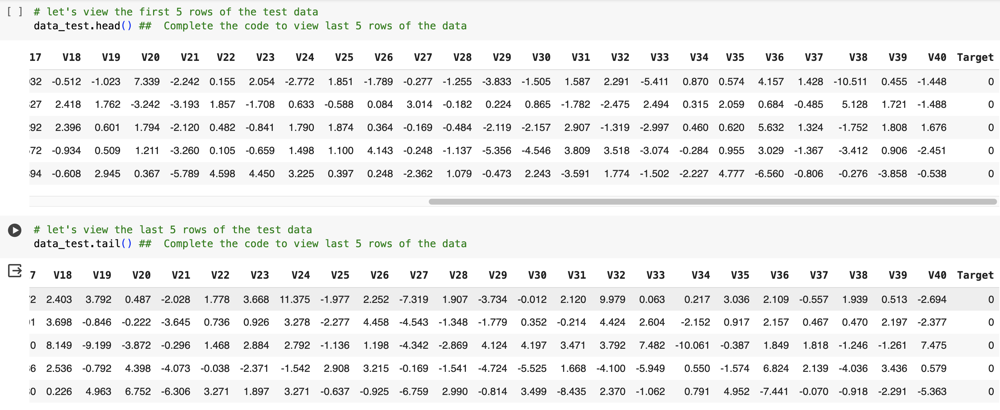 [ ] # let's view the first 5 rows of the test data
data_test.head() ##  Complete the code to view last 5 rows of the data
17 V18 V19 V20 V21 V22 V23 V24 V25 V26 V27 V28 V29 V30 V31 V32 V33 V34 V35 V36 V37 V38 V39 V40 Target
32 -0.512 -1.023 7.339 -2.242 0.155 2.054 -2.772 1.851 -1.789 -0.277 -1.255 -3.833 -1.505 1.587 2.291 -5.411 0.870 0.574 4.157 1.428 -10.511 0.455 -1.448 0
27 2.418 1.762 -3.242 -3.193 1.857 -1.708 0.633 -0.588 0.084 3.014 -0.182 0.224 0.865 -1.782 -2.475 2.494 0.315 2.059 0.684 -0.485 5.128 1.721 -1.488 0
92 2.396 0.601 1.794 -2.120 0.482 -0.841 1.790 1.874 0.364 -0.169 -0.484 -2.119 -2.157 2.907 -1.319 -2.997 0.460 0.620 5.632 1.324 -1.752 1.808 1.676 0
72 -0.934 0.509 1.211 -3.260 0.105 -0.659 1.498 1.100 4.143 -0.248 -1.137 -5.356 -4.546 3.809 3.518 -3.074 -0.284 0.955 3.029 -1.367 -3.412 0.906 -2.451 0
94 -0.608 2.945 0.367 -5.789 4.598 4.450 3.225 0.397 0.248 -2.362 1.079 -0.473 2.243 -3.591 1.774 -1.502 -2.227 4.777 -6.560 -0.806 -0.276 -3.858 -0.538 0
# let's view the last 5 rows of the test data
data_test.tail() ##  Complete the code to view last 5 rows of the data
7 V18 V19 V20 V21 V22 V23 V24 V25 V26 V27 V28 V29 V30 V31 V32 V33 V34 V35 V36 V37 V38 V39 V40 Target
2 2.403 3.792 0.487 -2.028 1.778 3.668 11.375 -1.977 2.252 -7.319 1.907 -3.734 -0.012 2.120 9.979 0.063 0.217 3.036 2.109 -0.557 1.939 0.513 -2.694 0
1 3.698 -0.846 -0.222 -3.645 0.736 0.926 3.278 -2.277 4.458 -4.543 -1.348 -1.779 0.352 -0.214 4.424 2.604 -2.152 0.917 2.157 0.467 0.470 2.197 -2.377 0
0 8.149 -9.199 -3.872 -0.296 1.468 2.884 2.792 -1.136 1.198 -4.342 -2.869 4.124 4.197 3.471 3.792 7.482 -10.061 -0.387 1.849 1.818 -1.246 -1.261 7.475 0
6 2.536 -0.792 4.398 -4.073 -0.038 -2.371 -1.542 2.908 3.215 -0.169 -1.541 -4.724 -5.525 1.668 -4.100 -5.949 0.550 -1.574 6.824 2.139 -4.036 3.436 0.579 0
0 0.226 4.963 6.752 -6.306 3.271 1.897 3.271 -0.637 -0.925 -6.759 2.990 -0.814 3.499 -8.435 2.370 -1.062 0.791 4.952 -7.441 -0.070 -0.918 -2.291 -5.363 0